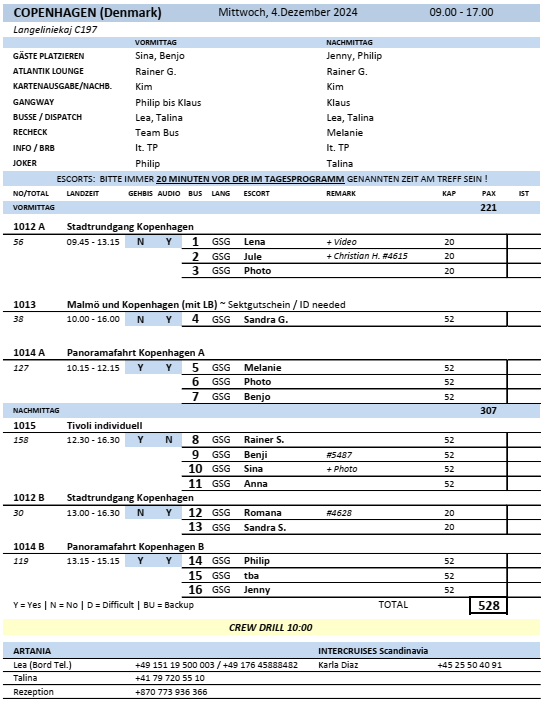 COPENHAGEN (Denmark) Mittwoch, 4.Dezember 2024 09.00 - 17.00
Langeliniekaj C197
VORMITTAG NACHMITTAG
GÄSTE PLATZIEREN Sina, Benjo Jenny, Philip
ATLANTIK LOUNGE Rainer G. Rainer G.
KARTENAUSGABE/NACHB. Kim Kim
GANGWAY Philip bis Klaus Klaus
BUSSE / DISPATCH Lea, Talina Lea, Talina
RECHECK Team Bus Melanie
INFO / BRB lt. TP lt. TP
JOKER Philip Talina
ESCORTS: BITTE IMMER 20 MINUTEN VOR DER IM TAGESPROGRAMM GENANNTEN ZEIT AM TREFF SEIN !
NO/TOTAL LANDZEIT GEHBIS AUDIO BUS LANG ESCORT REMARK KAP PAX IST
VORMITTAG 221
1012 A Stadtrundgang Kopenhagen
56 09.45 - 13.15 N Y 1 GSG Lena + Video 20
2 GSG Jule + Christian H. #4615 20
3 GSG Photo 20
1013 Malmö und Kopenhagen (mit LB) ~ Sektgutschein / ID needed
38 10.00 - 16.00 N Y 4 GSG Sandra G. 52
1014 A Panoramafahrt Kopenhagen A
127 10.15 - 12.15 Y Y 5 GSG Melanie 52
6 GSG Photo 52
7 GSG Benjo 52
NACHMITTAG 307
1015 Tivoli individuell
158 12.30 - 16.30 Y N 8 GSG Rainer S. 52
9 GSG Benji #5487 52
10 GSG Sina + Photo 52
11 GSG Anna 52
1012 B Stadtrundgang Kopenhagen
30 13.00 - 16.30 N Y 12 GSG Romana #4628 20
13 GSG Sandra S. 20
1014 B Panoramafahrt Kopenhagen B
119 13.15 - 15.15 Y Y 14 GSG Philip 52
15 GSG tba 52
16 GSG Jenny 52
Y = Yes | N = No | D = Difficult | BU = Backup TOTAL 528
CREW DRILL 10:00
ARTANIA INTERCRUISES Scandinavia
Lea (Bord Tel.) +49 151 19 500 003 / +49 176 45888482 Karla Diaz +45 25 50 40 91
Talina +41 79 720 55 10
Rezeption +870 773 936 366